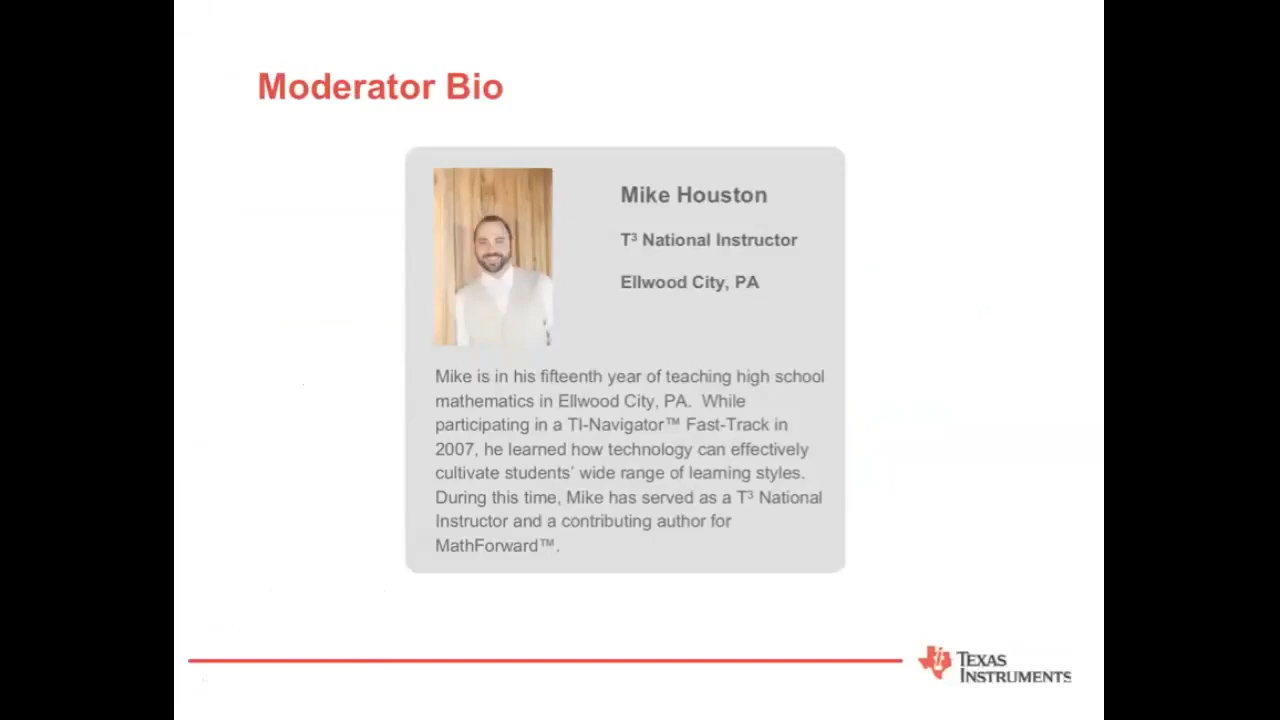 Moderator Bio
Mike Houston
T³ National Instructor
Ellwood City, PA
Mike is in his fifteenth year of teaching high school
mathematics in Ellwood City, PA.  While
participating in a TI-Navigator™ Fast-Track in
2007, he learned how technology can effectively
cultivate students’ wide range of learning styles.
During this time, Mike has served as a T³ National
Instructor and a contributing author for
MathForward™.
TEXAS
INSTRUMENTS